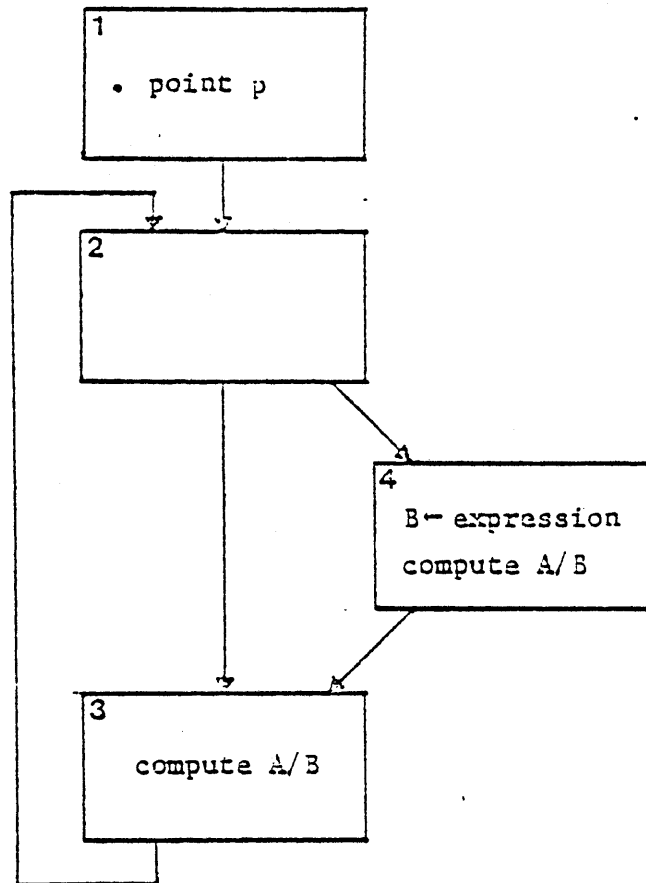 1
• point p
2
4
B← expression
compute A/B
3
compute A/B